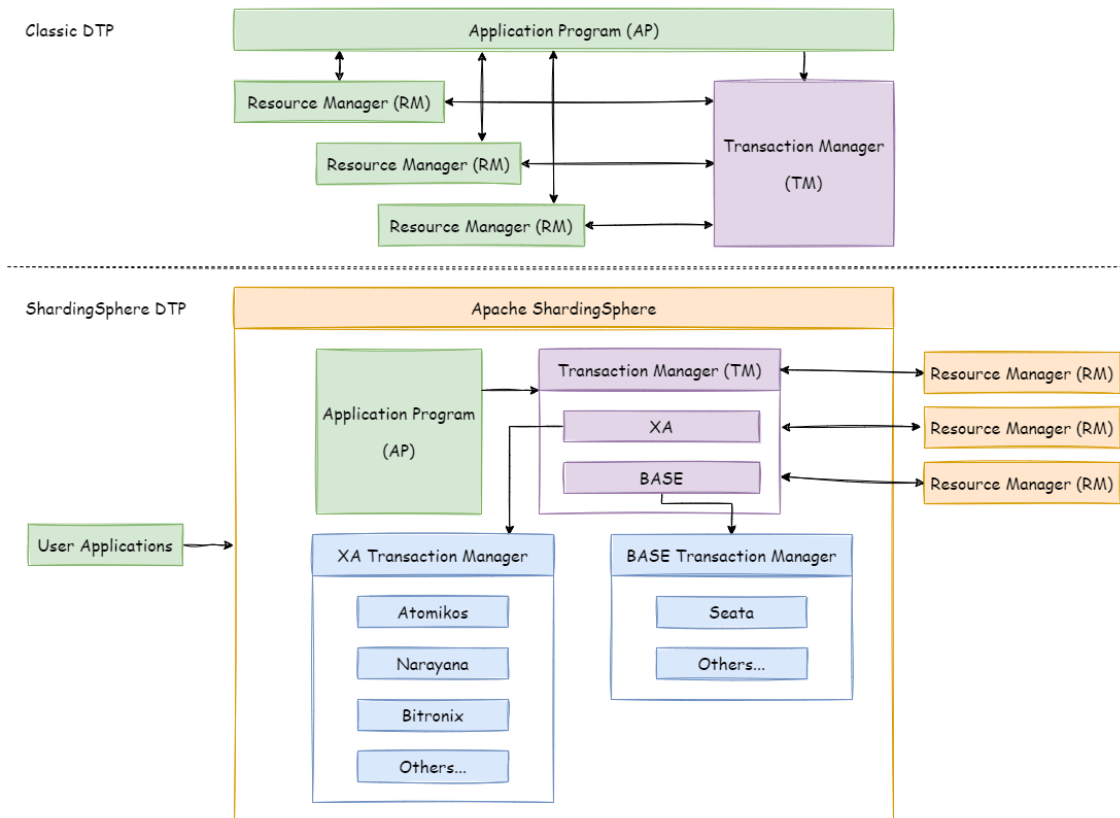 Classic DTP
Application Program (AP)
Resource Manager (RM)
Resource Manager (RM)
Resource Manager (RM)
Transaction Manager
(TM)
ShardingSphere DTP
Apache ShardingSphere
Application Program
(AP)
Transaction Manager (TM)
XA
BASE
Resource Manager (RM)
Resource Manager (RM)
Resource Manager (RM)
User Applications
XA Transaction Manager
Atomikos
Narayana
Bitronix
Others...
BASE Transaction Manager
Seata
Others...